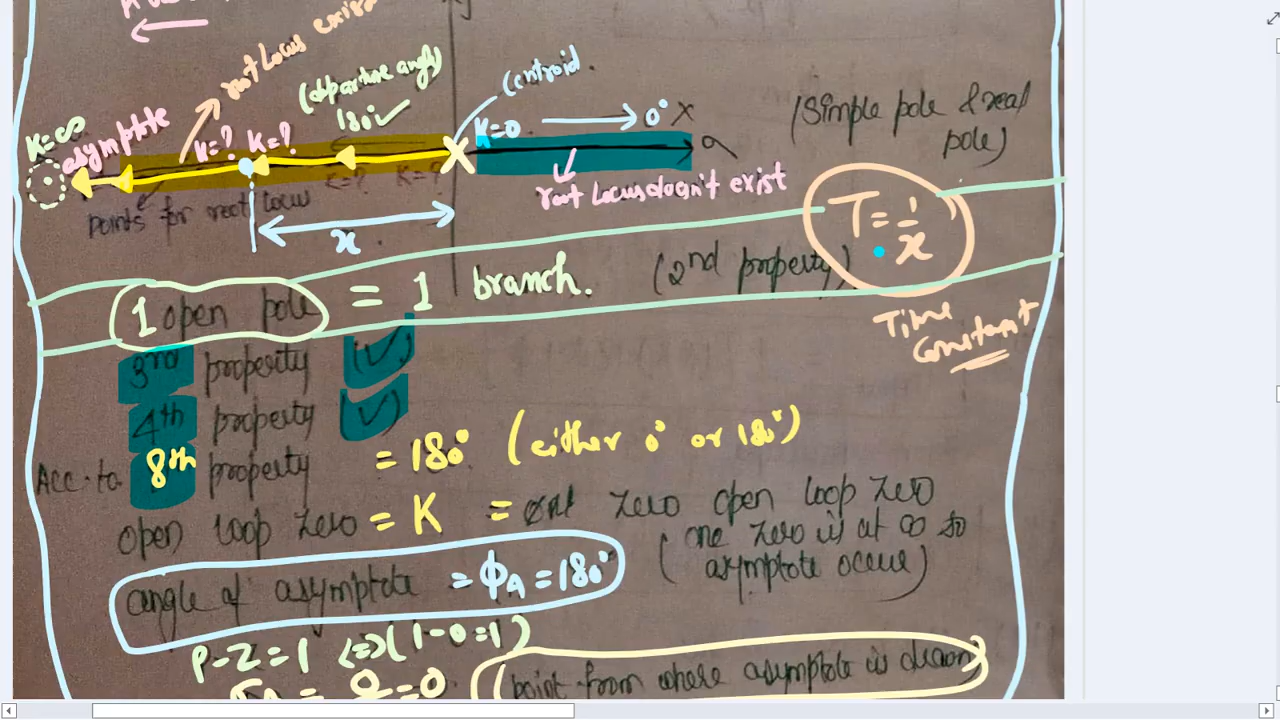 root locus exist
(departure angle)
180° ✓
(centroid.
K=∞
asymptote
K=? K=?
K=0 → 0° X
(simple pole & real
pole)
σ
K=? K=?
root locus doesn't exist
points for root locus
x
T = 1/x
Time
constant
1 open pole = 1 branch. (2nd property)
3rd property (✓)
4th property (✓)
Acc. to 8th property = 180° (either 0° or 180°)
open loop zero = K = zero open loop zero
(one zero is at ∞ so
asymptote occur)
angle of asymptote = ϕA = 180°
P-Z = 1 <=> (1-0=1)
= 0 (point from where asymptote is drawn)